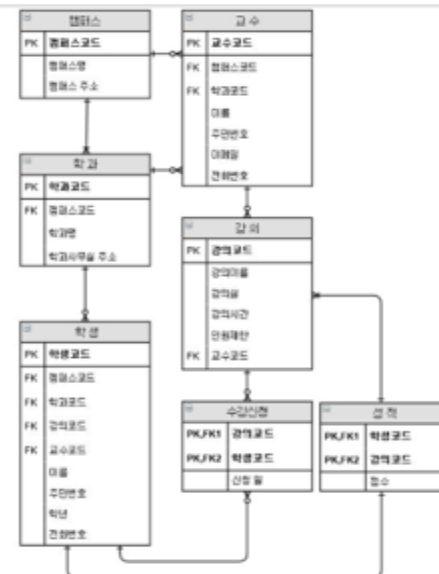 캠퍼스
PK 캠퍼스코드
캠퍼스명
캠퍼스 주소
교수
PK 교수코드
FK 캠퍼스코드
FK 학과코드
이름
주민번호
이메일
전화번호
학과
PK 학과코드
FK 캠퍼스코드
학과명
학과사무실 주소
강의
PK 강의코드
강의이름
강의실
강의시간
인원제한
FK 교수코드
학생
PK 학생코드
FK 캠퍼스코드
FK 학과코드
FK 강의코드
FK 교수코드
이름
주민번호
학년
전화번호
수강신청
PK,FK1 강의코드
PK,FK2 학생코드
신청 일
성적
PK,FK1 학생코드
PK,FK2 강의코드
점수